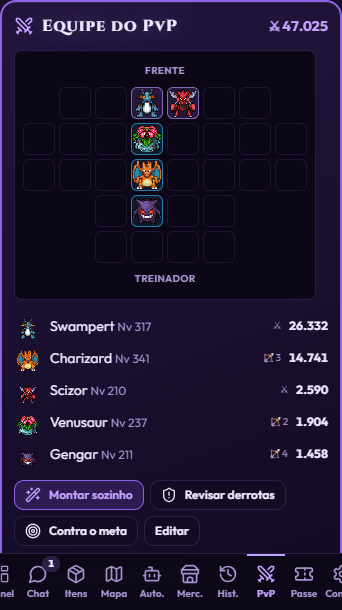 Equipe do PvP 47.025
FRENTE
TREINADOR
Swampert Nv 317 26.332
Charizard Nv 341 3 14.741
Scizor Nv 210 2.590
Venusaur Nv 237 2 1.904
Gengar Nv 211 4 1.458
Montar sozinho Revisar derrotas
Contra o meta Editar
1
nel Chat Itens Mapa Auto. Merc. Hist. PvP Passe Con